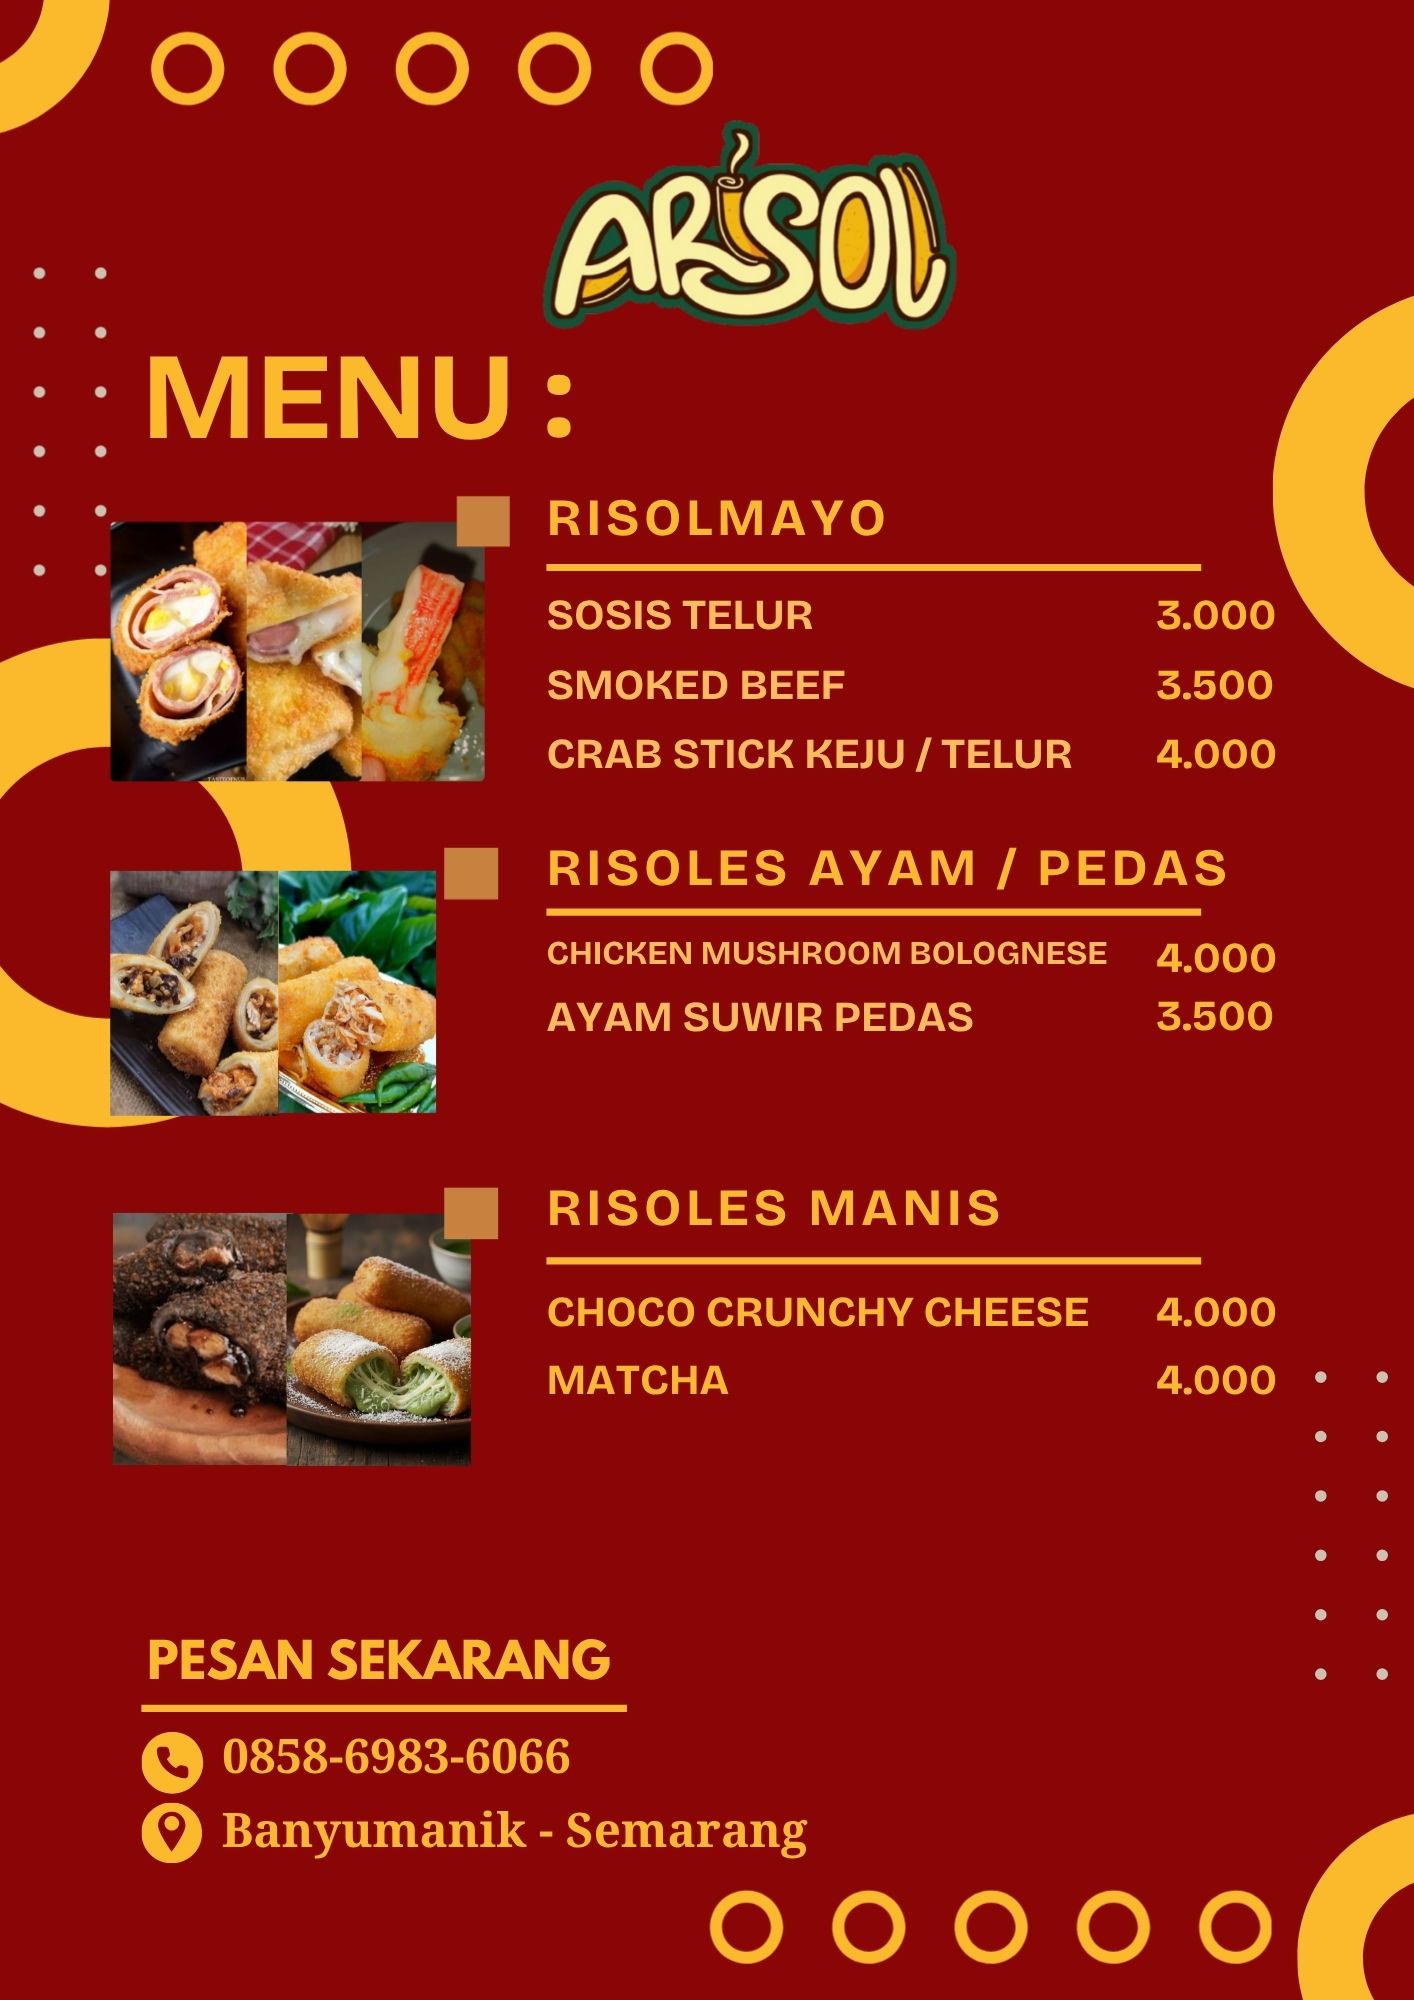 ARISOL
MENU :
RISOLMAYO
SOSIS TELUR 3.000
SMOKED BEEF 3.500
CRAB STICK KEJU / TELUR 4.000
RISOLES AYAM / PEDAS
CHICKEN MUSHROOM BOLOGNESE 4.000
AYAM SUWIR PEDAS 3.500
RISOLES MANIS
CHOCO CRUNCHY CHEESE 4.000
MATCHA 4.000
PESAN SEKARANG
0858-6983-6066
Banyumanik - Semarang